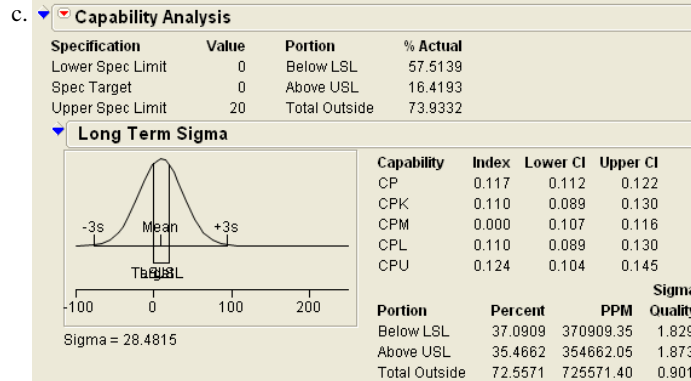 c. Capability Analysis
Specification Value Portion % Actual
Lower Spec Limit 0 Below LSL 57.5139
Spec Target 0 Above USL 16.4193
Upper Spec Limit 20 Total Outside 73.9332
Long Term Sigma
Capability Index Lower CI Upper CI
CP 0.117 0.112 0.122
CPK 0.110 0.089 0.130
CPM 0.000 0.107 0.116
CPL 0.110 0.089 0.130
CPU 0.124 0.104 0.145
-3s Mean +3s
-100 0 100 200
Sigma = 28.4815
Sigma
Portion Percent PPM Quality
Below LSL 37.0909 370909.35 1.829
Above USL 35.4662 354662.05 1.873
Total Outside 72.5571 725571.40 0.901